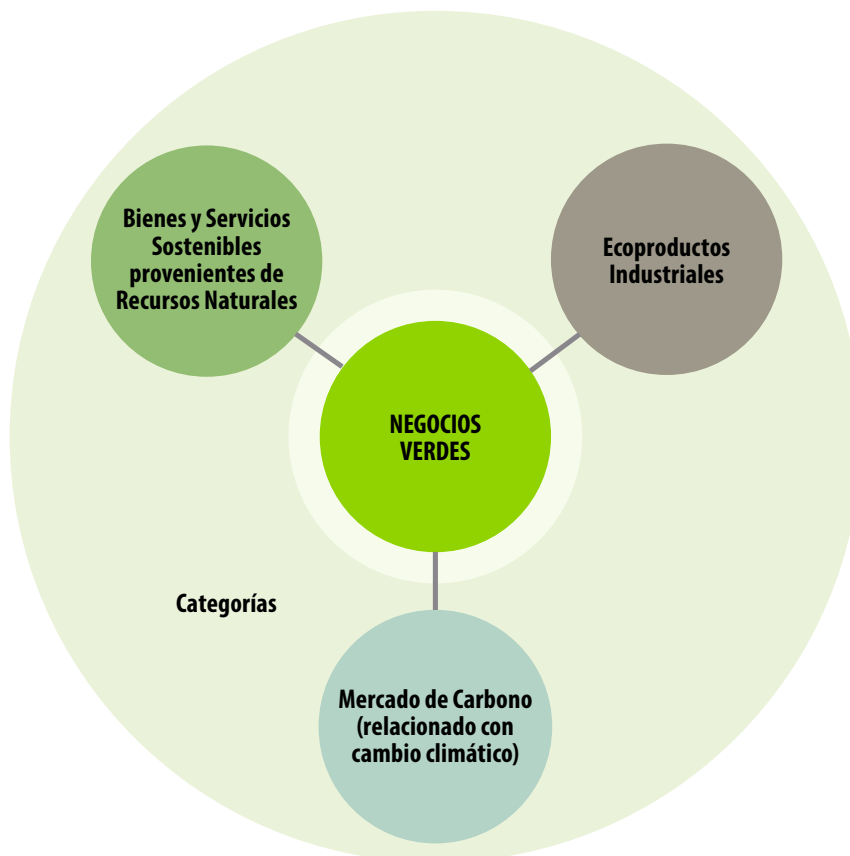 Bienes y Servicios
Sostenibles
provenientes de
Recursos Naturales
Ecoproductos
Industriales
NEGOCIOS
VERDES
Categorías
Mercado de Carbono
(relacionado con
cambio climático)